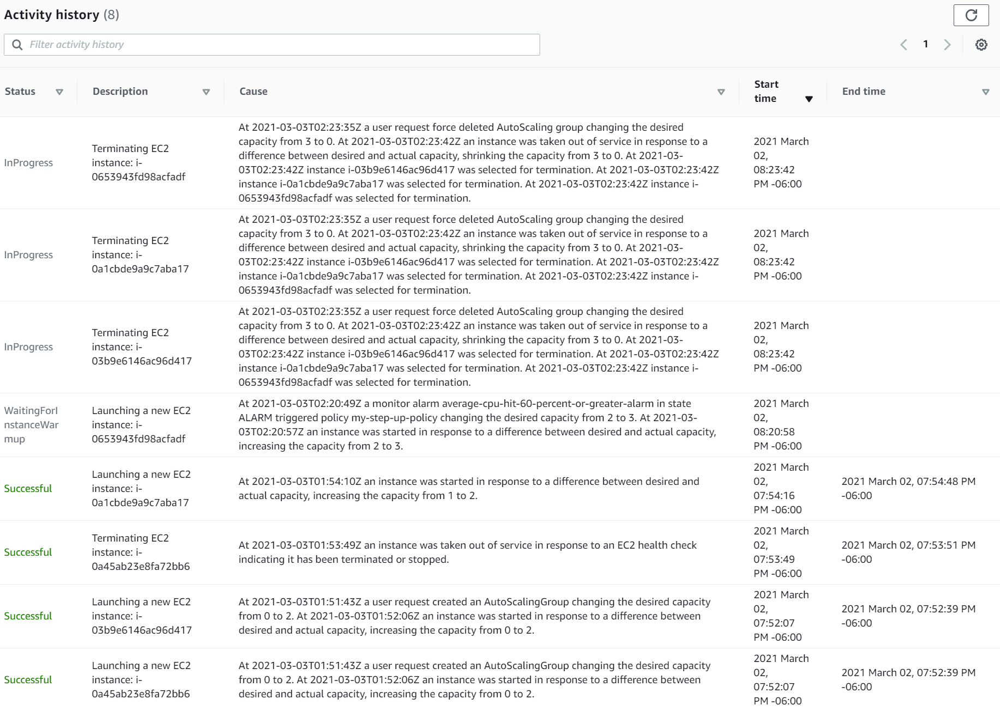 Activity history (8)
Filter activity history
1
Status
Description
Cause
Start
time
End time
InProgress
Terminating EC2
instance: i-
0653943fd98acfadf
At 2021-03-03T02:23:35Z a user request force deleted AutoScaling group changing the desired
capacity from 3 to 0. At 2021-03-03T02:23:42Z an instance was taken out of service in response to a
difference between desired and actual capacity, shrinking the capacity from 3 to 0. At 2021-03-
03T02:23:42Z instance i-03b9e6146ac96d417 was selected for termination. At 2021-03-03T02:23:42Z
instance i-0a1cbde9a9c7aba17 was selected for termination. At 2021-03-03T02:23:42Z instance i-
0653943fd98acfadf was selected for termination.
2021 March
02,
08:23:42
PM -06:00
InProgress
Terminating EC2
instance: i-
0a1cbde9a9c7aba17
At 2021-03-03T02:23:35Z a user request force deleted AutoScaling group changing the desired
capacity from 3 to 0. At 2021-03-03T02:23:42Z an instance was taken out of service in response to a
difference between desired and actual capacity, shrinking the capacity from 3 to 0. At 2021-03-
03T02:23:42Z instance i-03b9e6146ac96d417 was selected for termination. At 2021-03-03T02:23:42Z
instance i-0a1cbde9a9c7aba17 was selected for termination. At 2021-03-03T02:23:42Z instance i-
0653943fd98acfadf was selected for termination.
2021 March
02,
08:23:42
PM -06:00
InProgress
Terminating EC2
instance: i-
03b9e6146ac96d417
At 2021-03-03T02:23:35Z a user request force deleted AutoScaling group changing the desired
capacity from 3 to 0. At 2021-03-03T02:23:42Z an instance was taken out of service in response to a
difference between desired and actual capacity, shrinking the capacity from 3 to 0. At 2021-03-
03T02:23:42Z instance i-03b9e6146ac96d417 was selected for termination. At 2021-03-03T02:23:42Z
instance i-0a1cbde9a9c7aba17 was selected for termination. At 2021-03-03T02:23:42Z instance i-
0653943fd98acfadf was selected for termination.
2021 March
02,
08:23:42
PM -06:00
WaitingForI
nstanceWar
mup
Launching a new EC2
instance: i-
0653943fd98acfadf
At 2021-03-03T02:20:49Z a monitor alarm average-cpu-hit-60-percent-or-greater-alarm in state
ALARM triggered policy my-step-up-policy changing the desired capacity from 2 to 3. At 2021-03-
03T02:20:57Z an instance was started in response to a difference between desired and actual capacity,
increasing the capacity from 2 to 3.
2021 March
02,
08:20:58
PM -06:00
Successful
Launching a new EC2
instance: i-
0a1cbde9a9c7aba17
At 2021-03-03T01:54:10Z an instance was started in response to a difference between desired and
actual capacity, increasing the capacity from 1 to 2.
2021 March
02,
07:54:16
PM -06:00
2021 March 02, 07:54:48 PM
-06:00
Successful
Terminating EC2
instance: i-
0a45ab23e8fa72bb6
At 2021-03-03T01:53:49Z an instance was taken out of service in response to an EC2 health check
indicating it has been terminated or stopped.
2021 March
02,
07:53:49
PM -06:00
2021 March 02, 07:53:51 PM
-06:00
Successful
Launching a new EC2
instance: i-
03b9e6146ac96d417
At 2021-03-03T01:51:43Z a user request created an AutoScalingGroup changing the desired capacity
from 0 to 2. At 2021-03-03T01:52:06Z an instance was started in response to a difference between
desired and actual capacity, increasing the capacity from 0 to 2.
2021 March
02,
07:52:07
PM -06:00
2021 March 02, 07:52:39 PM
-06:00
Successful
Launching a new EC2
instance: i-
0a45ab23e8fa72bb6
At 2021-03-03T01:51:43Z a user request created an AutoScalingGroup changing the desired capacity
from 0 to 2. At 2021-03-03T01:52:06Z an instance was started in response to a difference between
desired and actual capacity, increasing the capacity from 0 to 2.
2021 March
02,
07:52:07
PM -06:00
2021 March 02, 07:52:39 PM
-06:00